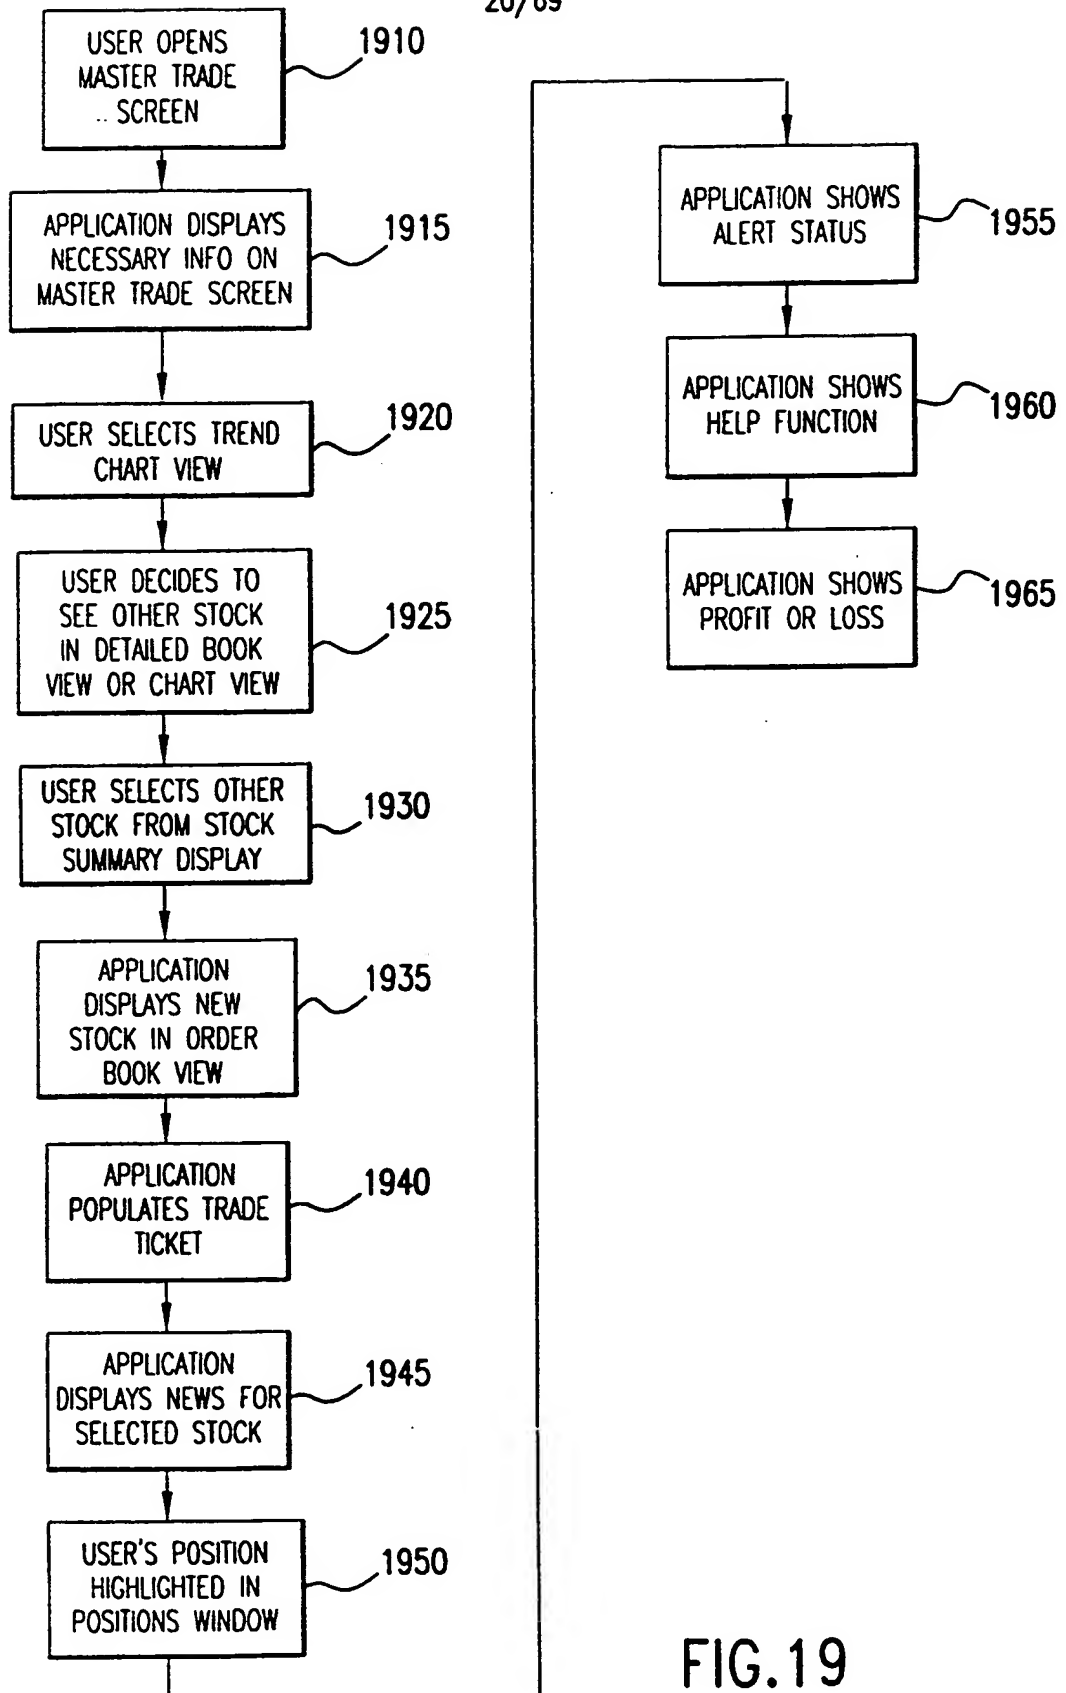 20/69
USER OPENS
MASTER TRADE
SCREEN
1910
APPLICATION DISPLAYS
NECESSARY INFO ON
MASTER TRADE SCREEN
1915
USER SELECTS TREND
CHART VIEW
1920
USER DECIDES TO
SEE OTHER STOCK
IN DETAILED BOOK
VIEW OR CHART VIEW
1925
USER SELECTS OTHER
STOCK FROM STOCK
SUMMARY DISPLAY
1930
APPLICATION
DISPLAYS NEW
STOCK IN ORDER
BOOK VIEW
1935
APPLICATION
POPULATES TRADE
TICKET
1940
APPLICATION
DISPLAYS NEWS FOR
SELECTED STOCK
1945
USER'S POSITION
HIGHLIGHTED IN
POSITIONS WINDOW
1950
APPLICATION SHOWS
ALERT STATUS
1955
APPLICATION SHOWS
HELP FUNCTION
1960
APPLICATION SHOWS
PROFIT OR LOSS
1965
FIG.19